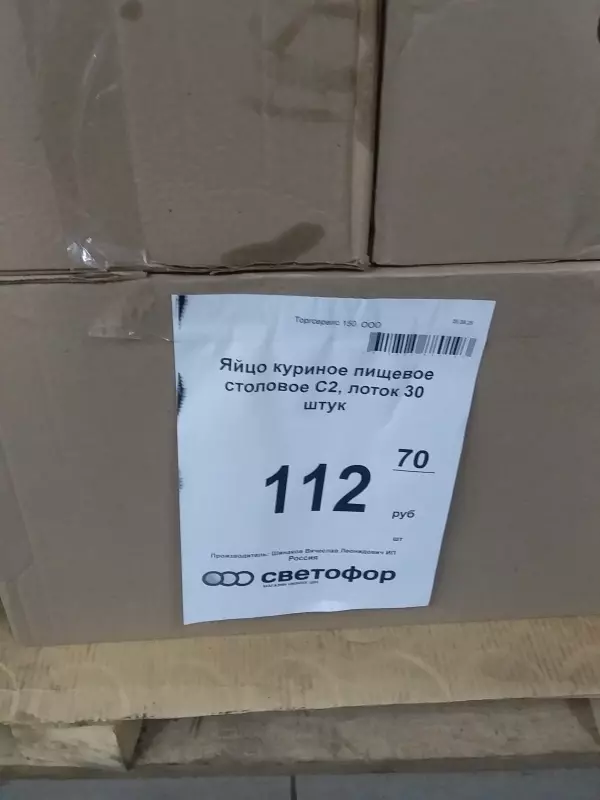 Торгсервис 150 ООО
Яйцо куриное пищевое
столовое С2, лоток 30
штук
112 70
руб
шт
Производитель: Вячеслав Леонидович ИП
Россия
светофор